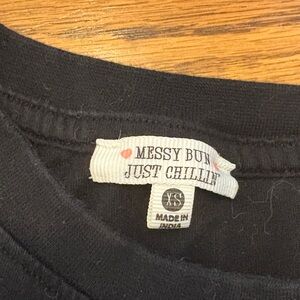 MESSY BUN
JUST CHILLIN'
XS
MADE IN
INDIA